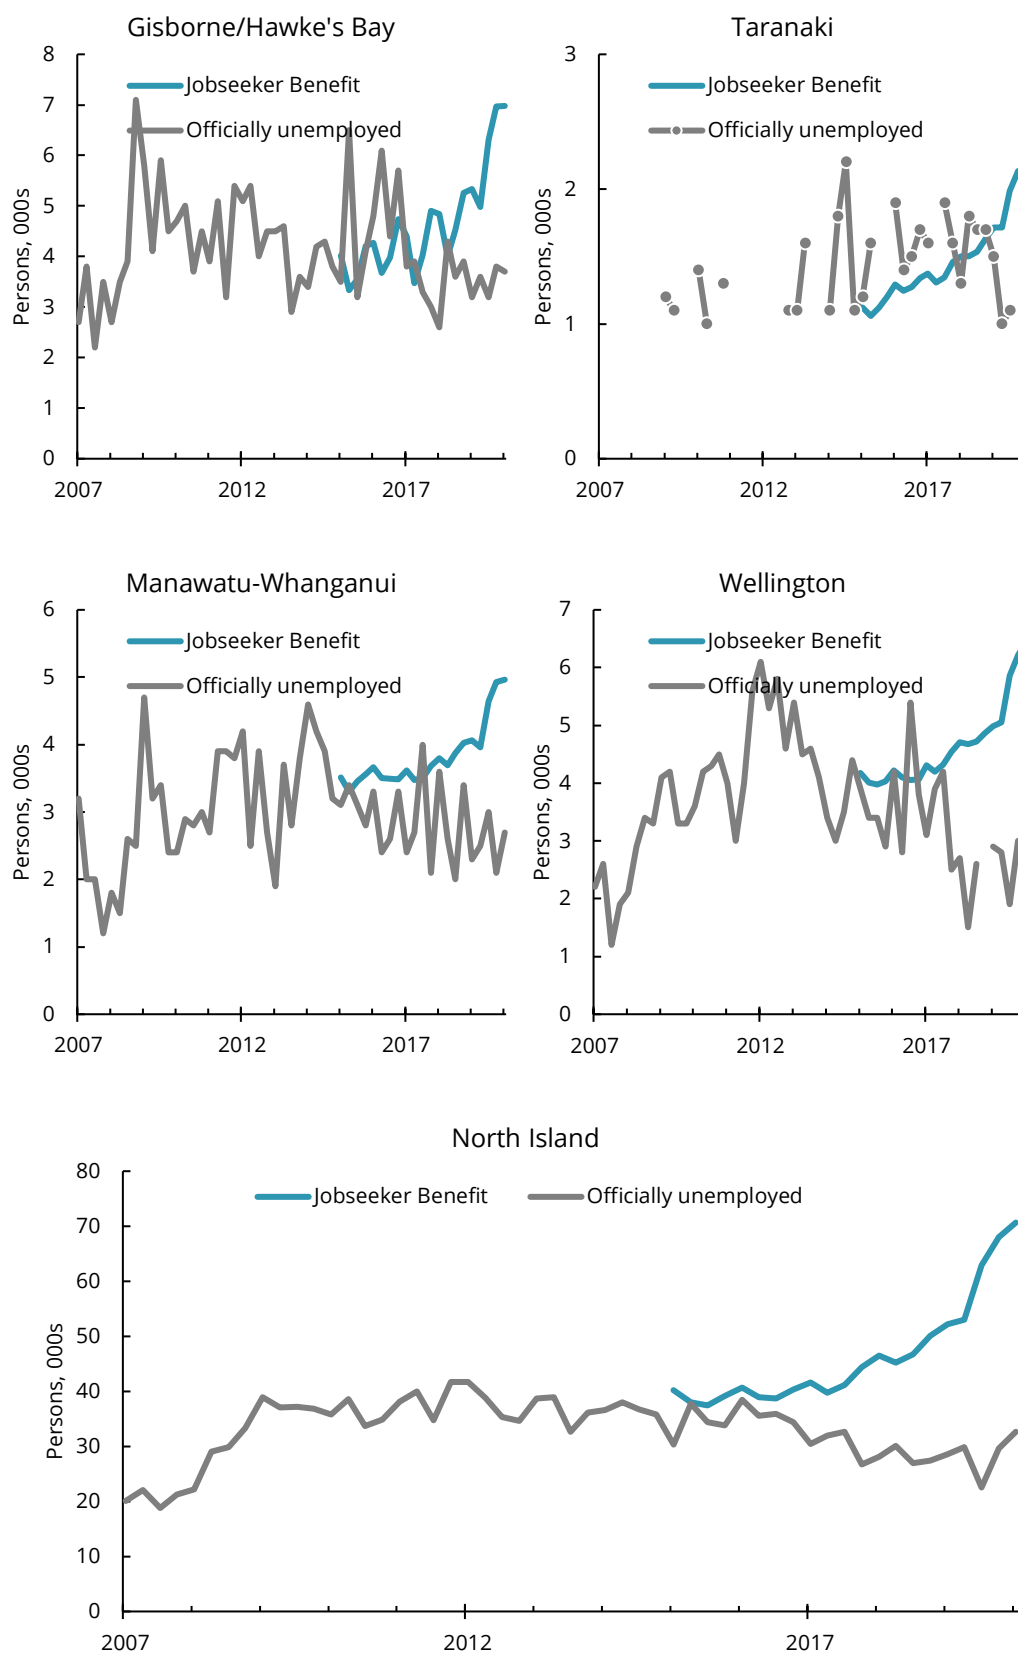 Gisborne/Hawke's Bay
8
7
6
5
4
3
2
1
0
Persons, 000s
Jobseeker Benefit
Officially unemployed
2007
2012
2017
Taranaki
3
2
1
0
Persons, 000s
Jobseeker Benefit
Officially unemployed
2007
2012
2017
Manawatu-Whanganui
6
5
4
3
2
1
0
Persons, 000s
Jobseeker Benefit
Officially unemployed
2007
2012
2017
Wellington
7
6
5
4
3
2
1
0
Persons, 000s
Jobseeker Benefit
Officially unemployed
2007
2012
2017
North Island
80
70
60
50
40
30
20
10
0
Persons, 000s
Jobseeker Benefit
Officially unemployed
2007
2012
2017